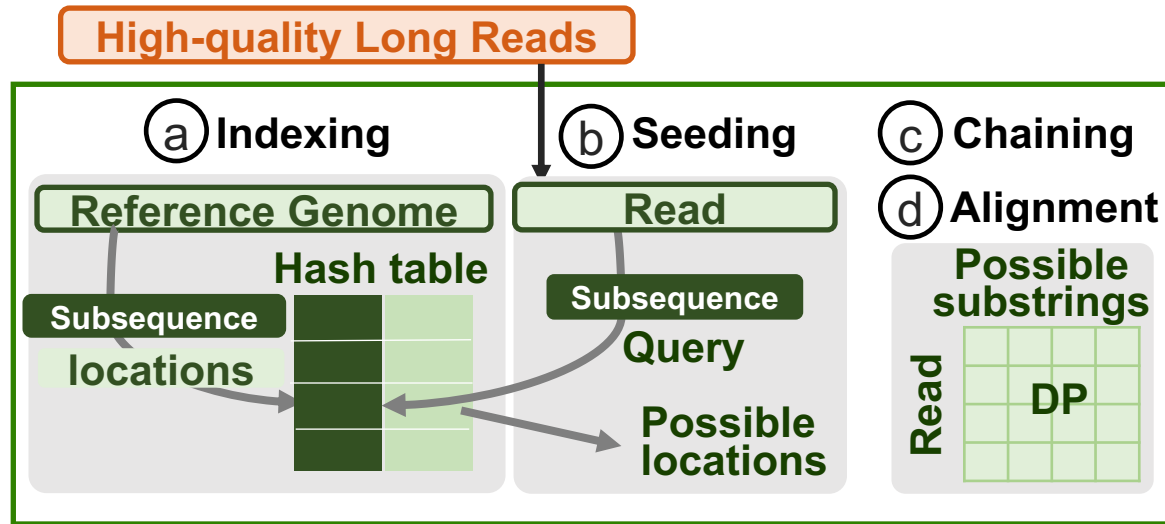 High-quality Long Reads
a Indexing
Reference Genome
Hash table
Subsequence
locations
b Seeding
Read
Subsequence
Query
Possible
locations
c Chaining
d Alignment
Possible
substrings
Read
DP